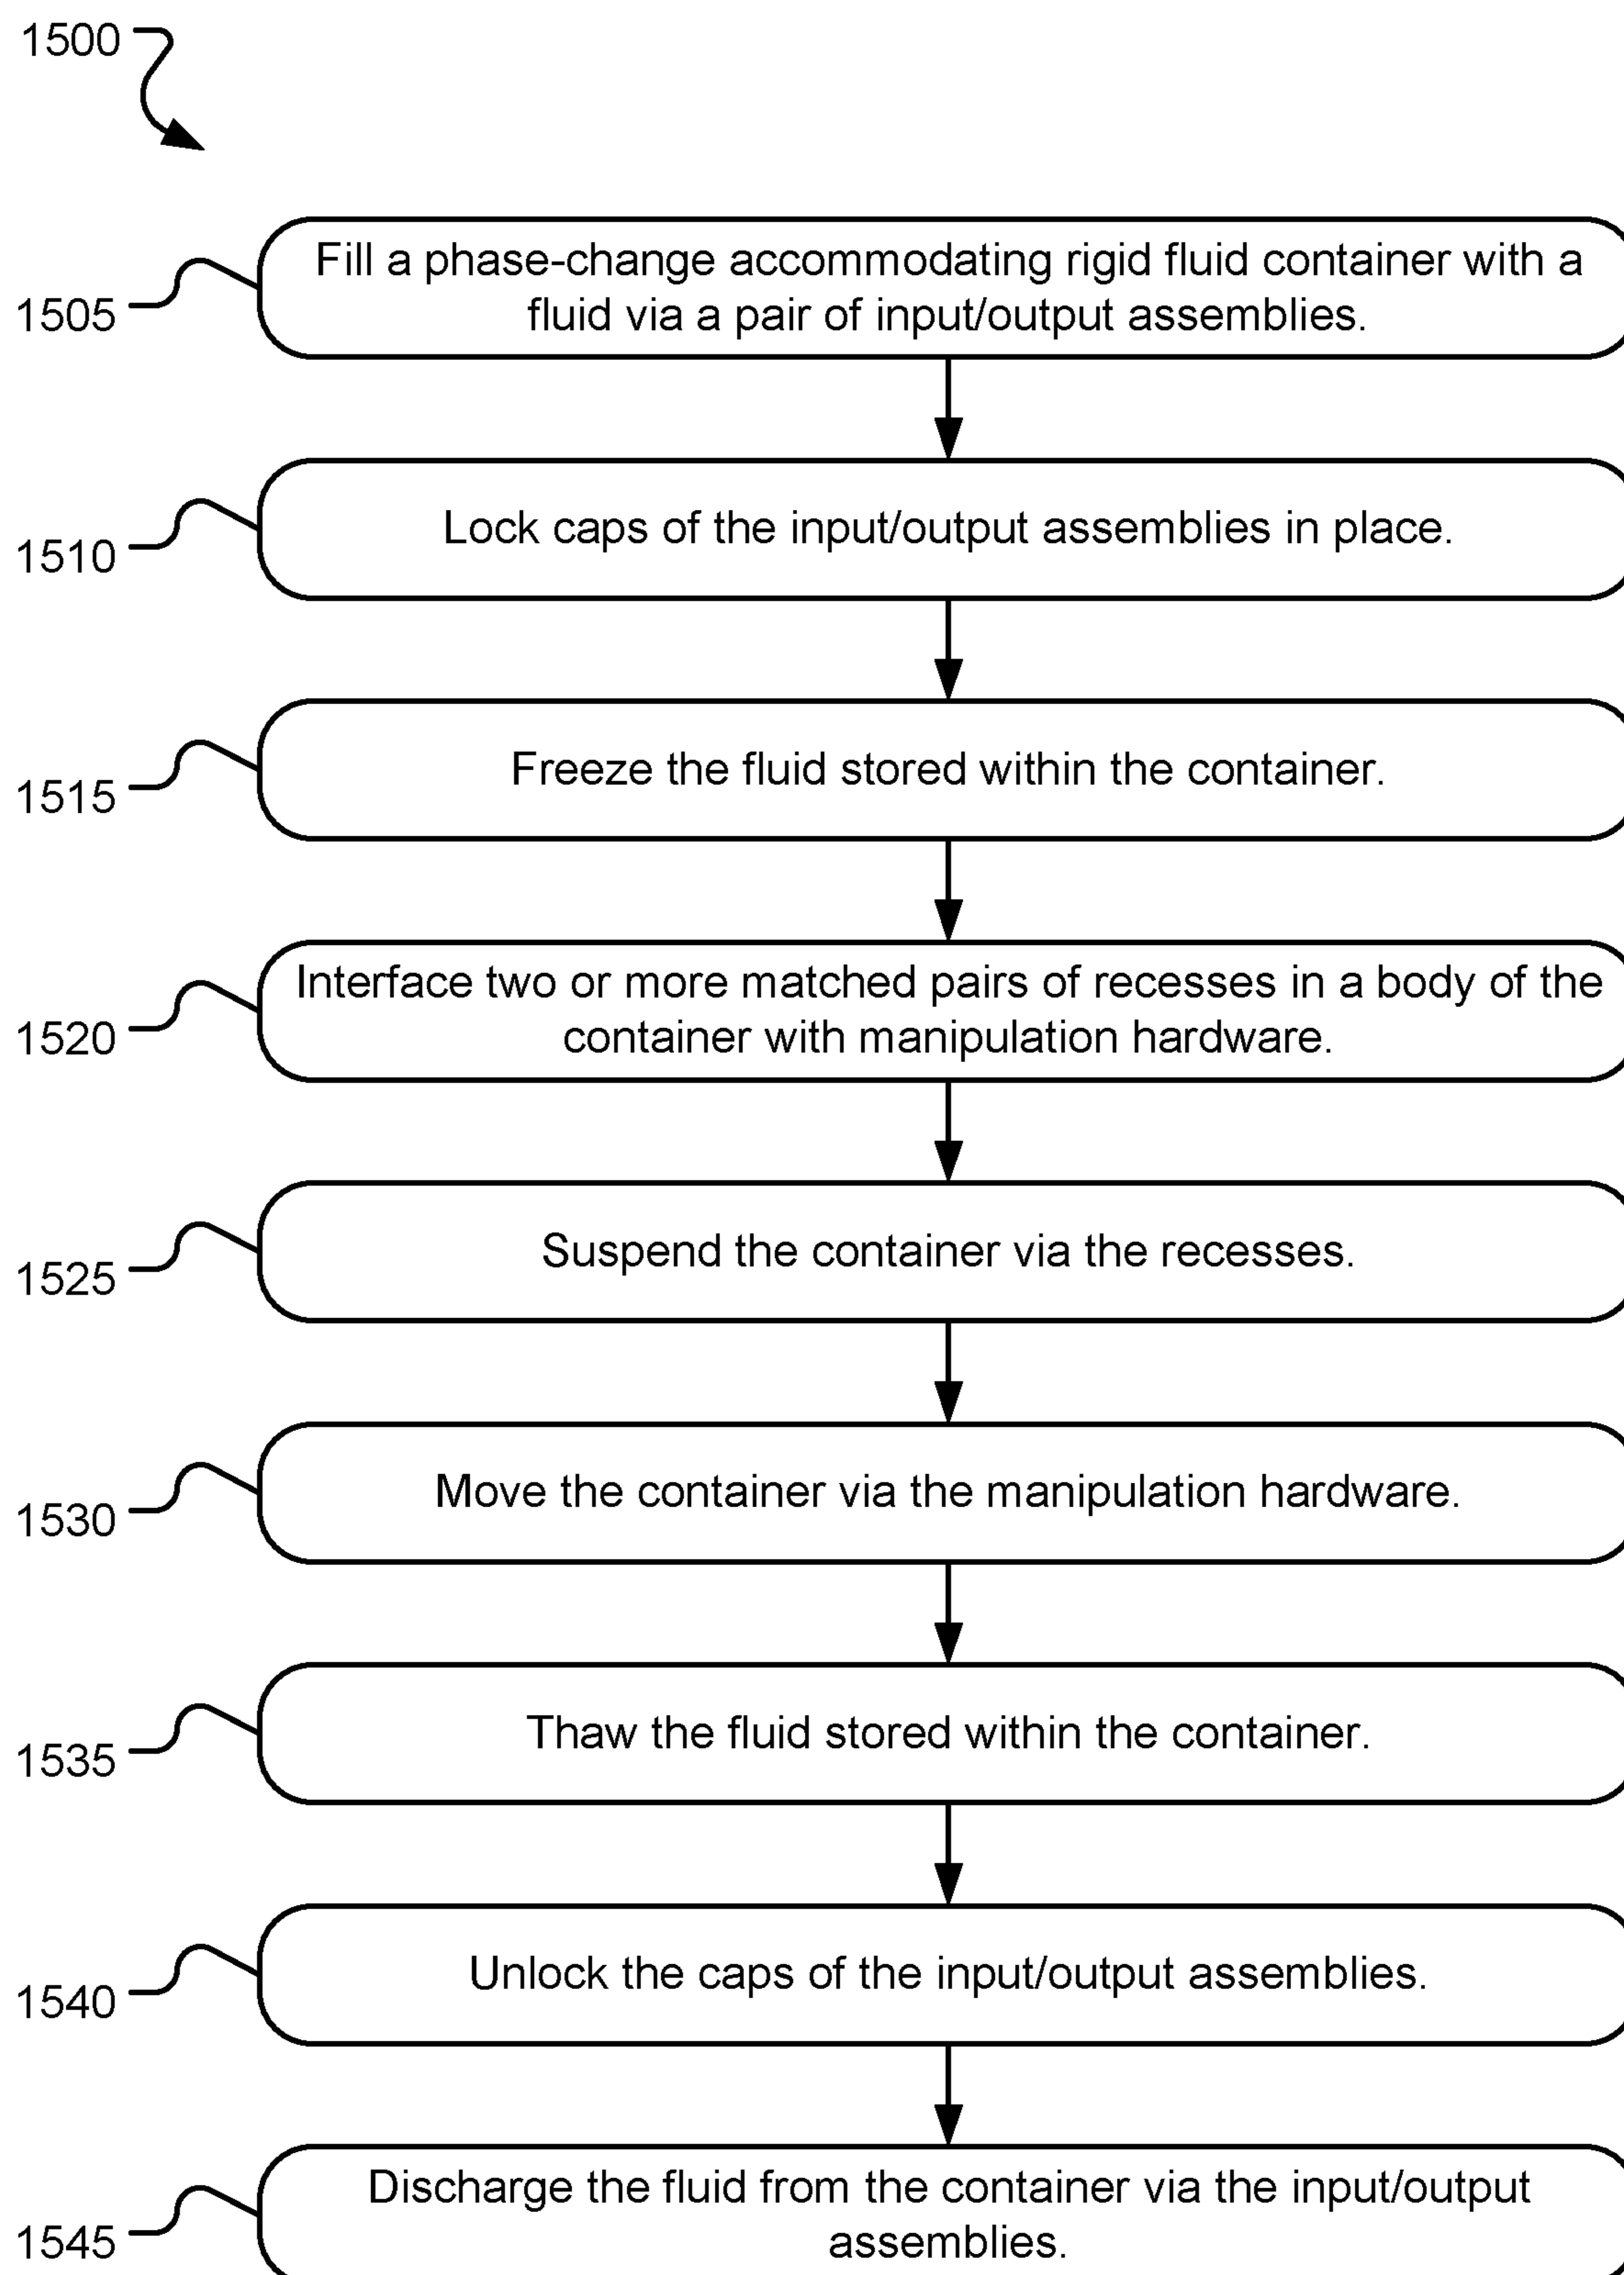 1500
Fill a phase-change accommodating rigid fluid container with a
fluid via a pair of input/output assemblies.
1505
Lock caps of the input/output assemblies in place.
1510
Freeze the fluid stored within the container.
1515
Interface two or more matched pairs of recesses in a body of the
container with manipulation hardware.
1520
Suspend the container via the recesses.
1525
Move the container via the manipulation hardware.
1530
Thaw the fluid stored within the container.
1535
Unlock the caps of the input/output assemblies.
1540
Discharge the fluid from the container via the input/output
assemblies.
1545